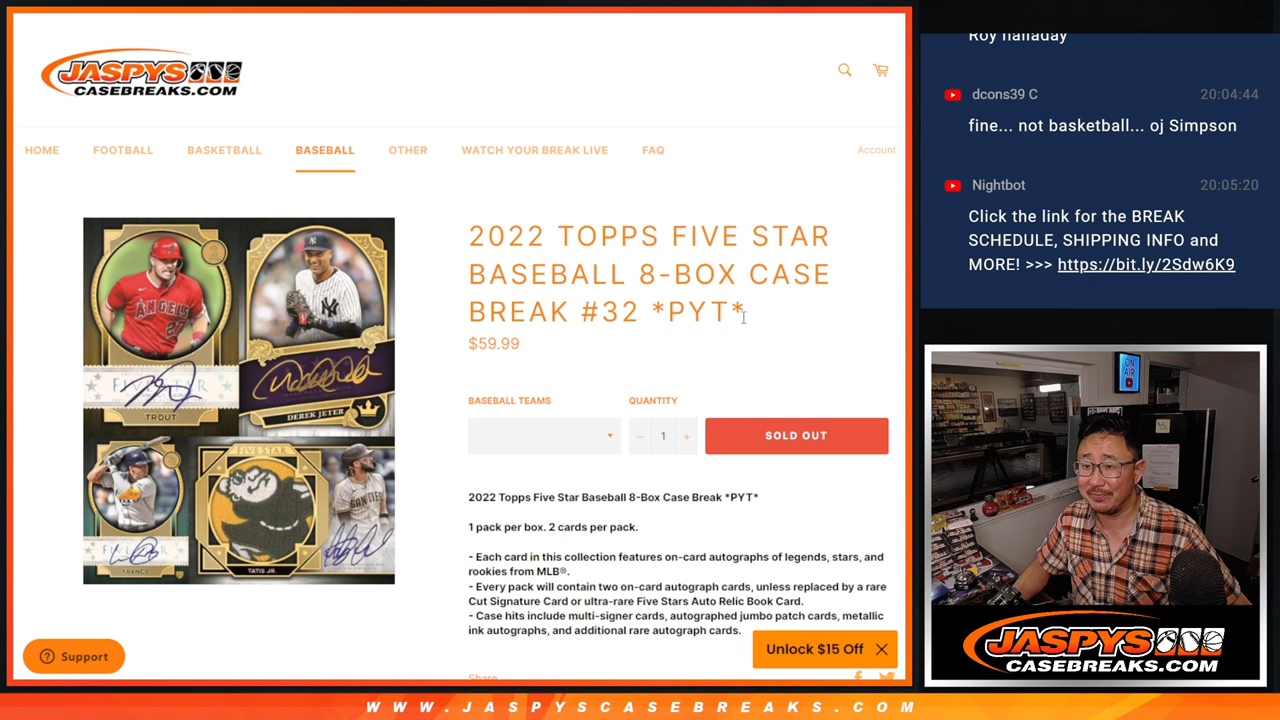 JASPYS
CASEBREAKS.COM
HOME
FOOTBALL
BASKETBALL
BASEBALL
OTHER
WATCH YOUR BREAK LIVE
FAQ
Account
TROUT
DEREK JETER
FRANCO
FIVE STAR
TATIS JR.
2022 TOPPS FIVE STAR
BASEBALL 8-BOX CASE
BREAK #32 *PYT*
$59.99
BASEBALL TEAMS
QUANTITY
− 1 +
SOLD OUT
2022 Topps Five Star Baseball 8-Box Case Break *PYT*
1 pack per box. 2 cards per pack.
- Each card in this collection features on-card autographs of legends, stars, and
rookies from MLB®.
- Every pack will contain two on-card autograph cards, unless replaced by a rare
Cut Signature Card or ultra-rare Five Stars Auto Relic Book Card.
- Case hits include multi-signer cards, autographed jumbo patch cards, metallic
ink autographs, and additional rare autograph cards.
Share
Support
Unlock $15 Off
Roy halladay
dcons39 C 20:04:44
fine... not basketball... oj Simpson
Nightbot 20:05:20
Click the link for the BREAK
SCHEDULE, SHIPPING INFO and
MORE! >>> https://bit.ly/2Sdw6K9
ON
AIR
JASPYS
CASEBREAKS.COM
WWW.JASPYSCASEBREAKS.COM